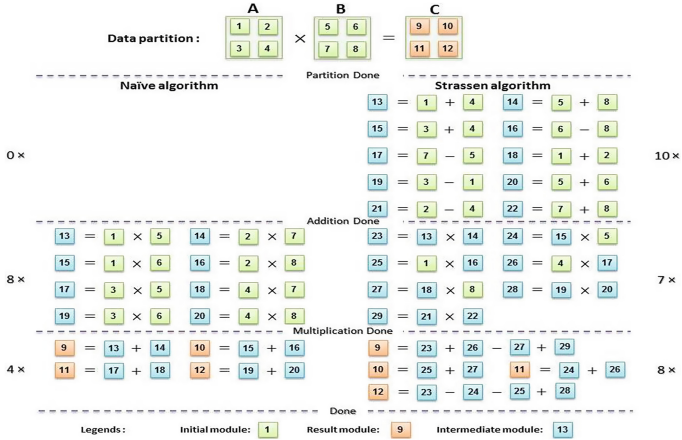 A B C
1 2 5 6 9 10
Data partition : × =
3 4 7 8 11 12
Partition Done
Naïve algorithm Strassen algorithm
13 = 1 + 4 14 = 5 + 8
15 = 3 + 4 16 = 6 − 8
0 × 17 = 7 − 5 18 = 1 + 2 10 ×
19 = 3 − 1 20 = 5 + 6
21 = 2 − 4 22 = 7 + 8
Addition Done
13 = 1 × 5 14 = 2 × 7 23 = 13 × 14 24 = 15 × 5
15 = 1 × 6 16 = 2 × 8 25 = 1 × 16 26 = 4 × 17
8 × 7 ×
17 = 3 × 5 18 = 4 × 7 27 = 18 × 8 28 = 19 × 20
19 = 3 × 6 20 = 4 × 8 29 = 21 × 22
Multiplication Done
9 = 13 + 14 10 = 15 + 16 9 = 23 + 26 − 27 + 29
4 × 11 = 17 + 18 12 = 19 + 20 10 = 25 + 27 11 = 24 + 26 8 ×
12 = 23 − 24 − 25 + 28
Done
Legends : Initial module: 1 Result module: 9 Intermediate module: 13